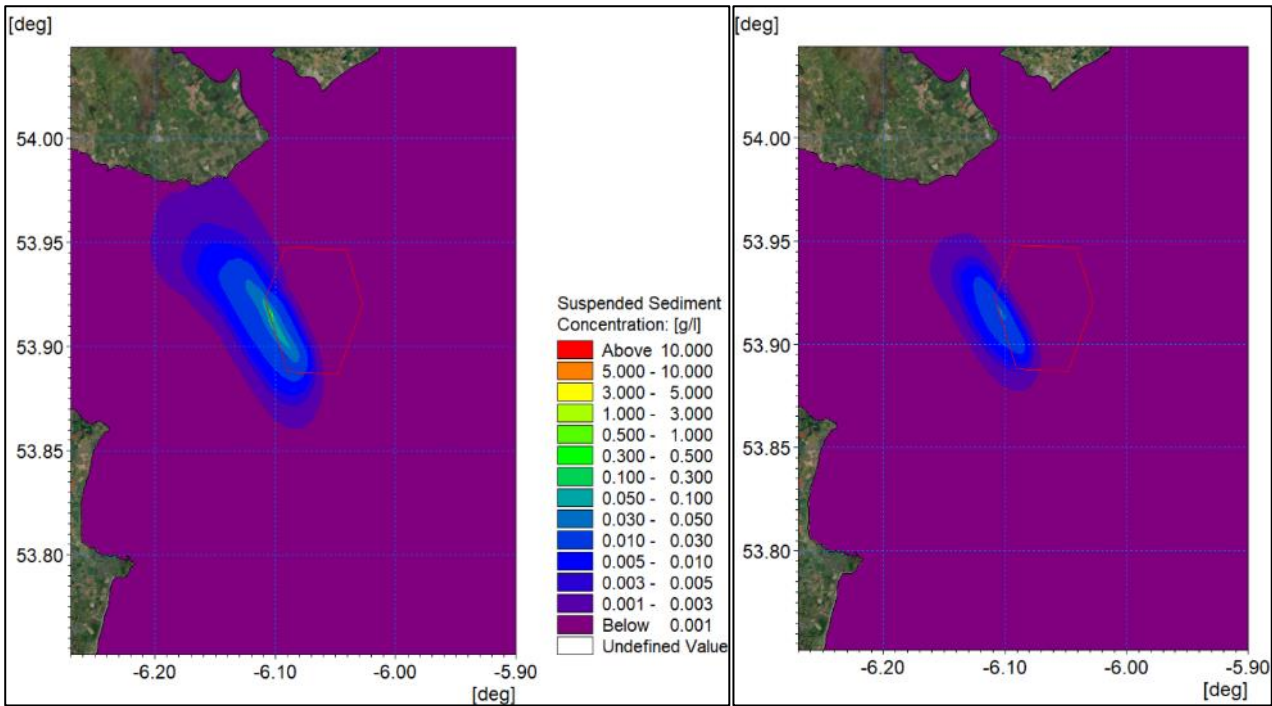 [deg]
54.00
53.95
53.90
53.85
53.80
-6.20 -6.10 -6.00 -5.90
[deg]
Suspended Sediment
Concentration: [g/l]
Above 10.000
5.000 - 10.000
3.000 - 5.000
1.000 - 3.000
0.500 - 1.000
0.300 - 0.500
0.100 - 0.300
0.050 - 0.100
0.030 - 0.050
0.010 - 0.030
0.005 - 0.010
0.003 - 0.005
0.001 - 0.003
Below 0.001
Undefined Value
[deg]
54.00
53.95
53.90
53.85
53.80
-6.20 -6.10 -6.00 -5.90
[deg]